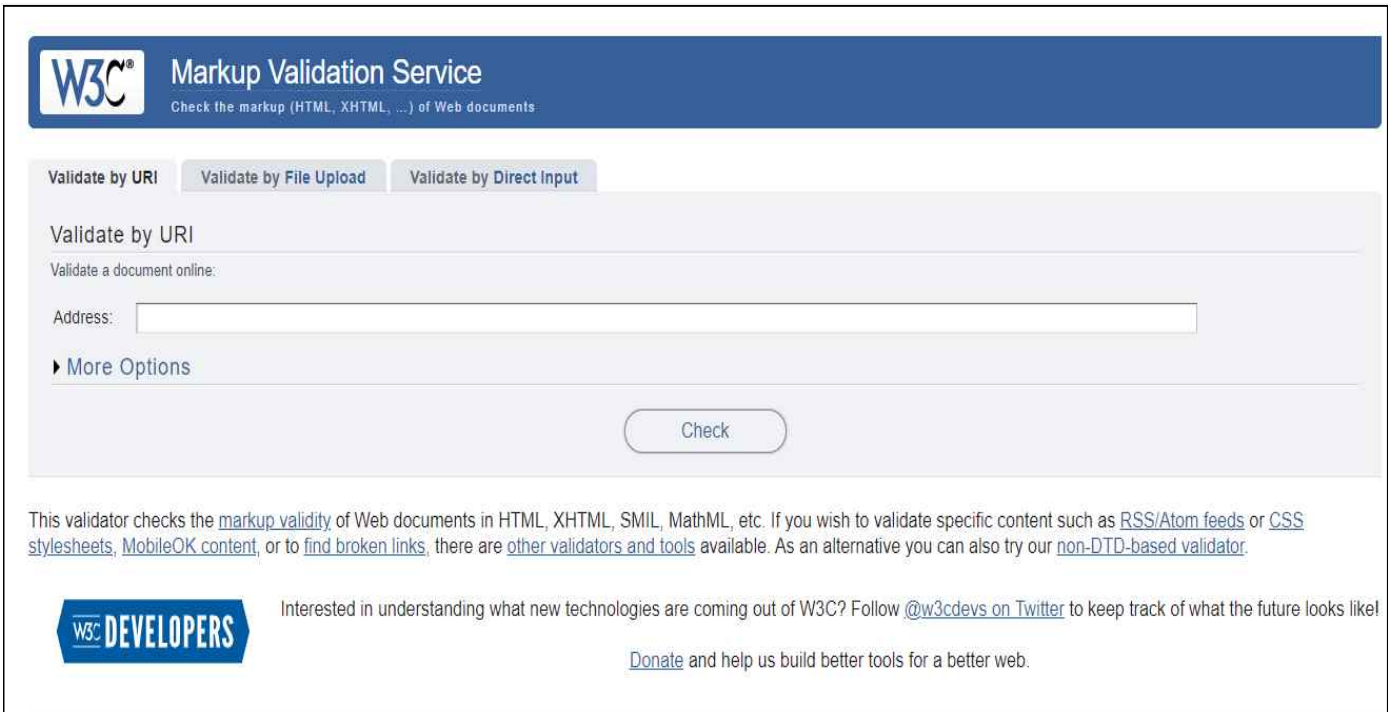 W3C®
Markup Validation Service
Check the markup (HTML, XHTML, ...) of Web documents
Validate by URI
Validate by File Upload
Validate by Direct Input
Validate by URI
Validate a document online:
Address:
More Options
Check
This validator checks the markup validity of Web documents in HTML, XHTML, SMIL, MathML, etc. If you wish to validate specific content such as RSS/Atom feeds or CSS
stylesheets, MobileOK content, or to find broken links, there are other validators and tools available. As an alternative you can also try our non-DTD-based validator.
W3C DEVELOPERS
Interested in understanding what new technologies are coming out of W3C? Follow @w3cdevs on Twitter to keep track of what the future looks like!
Donate and help us build better tools for a better web.